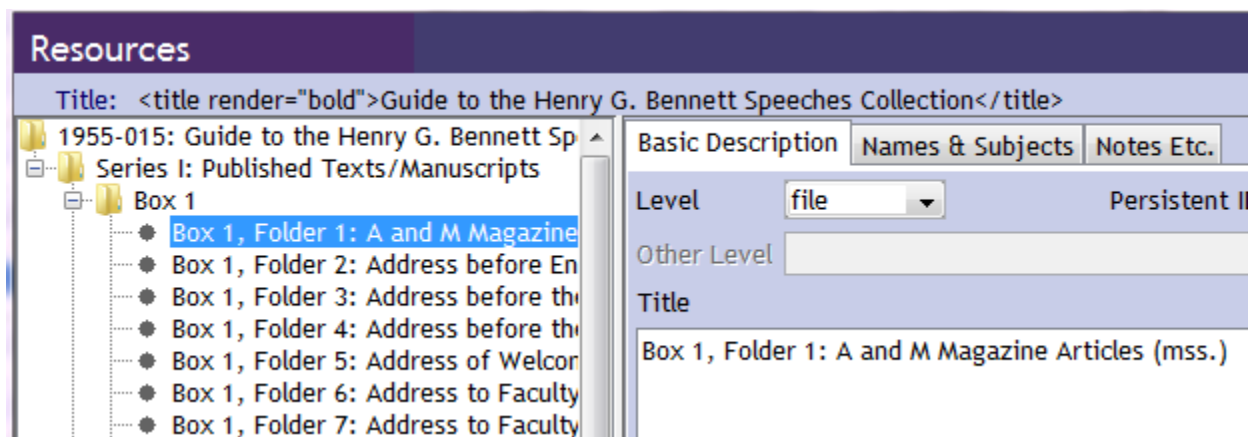 Resources
Title: <title render="bold">Guide to the Henry G. Bennett Speeches Collection</title>
1955-015: Guide to the Henry G. Bennett Sp
Series I: Published Texts/Manuscripts
Box 1
Box 1, Folder 1: A and M Magazine
Box 1, Folder 2: Address before En
Box 1, Folder 3: Address before the
Box 1, Folder 4: Address before the
Box 1, Folder 5: Address of Welcom
Box 1, Folder 6: Address to Faculty
Box 1, Folder 7: Address to Faculty
Basic Description Names & Subjects Notes Etc.
Level file Persistent ID
Other Level
Title
Box 1, Folder 1: A and M Magazine Articles (mss.)